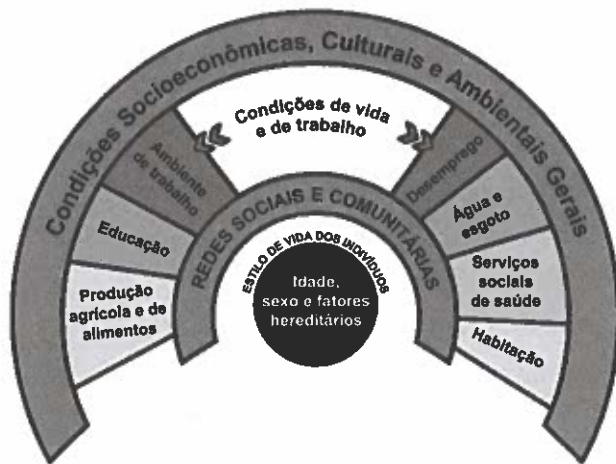 Condições Socioeconômicas, Culturais e Ambientais Gerais
Condições de vida
e de trabalho
Ambiente
de trabalho
Desemprego
Educação
Água e
esgoto
Produção
agrícola e de
alimentos
Serviços
sociais
de saúde
Habitação
REDES SOCIAIS E COMUNITÁRIAS
ESTILO DE VIDA DOS INDIVÍDUOS
Idade,
sexo e fatores
hereditários